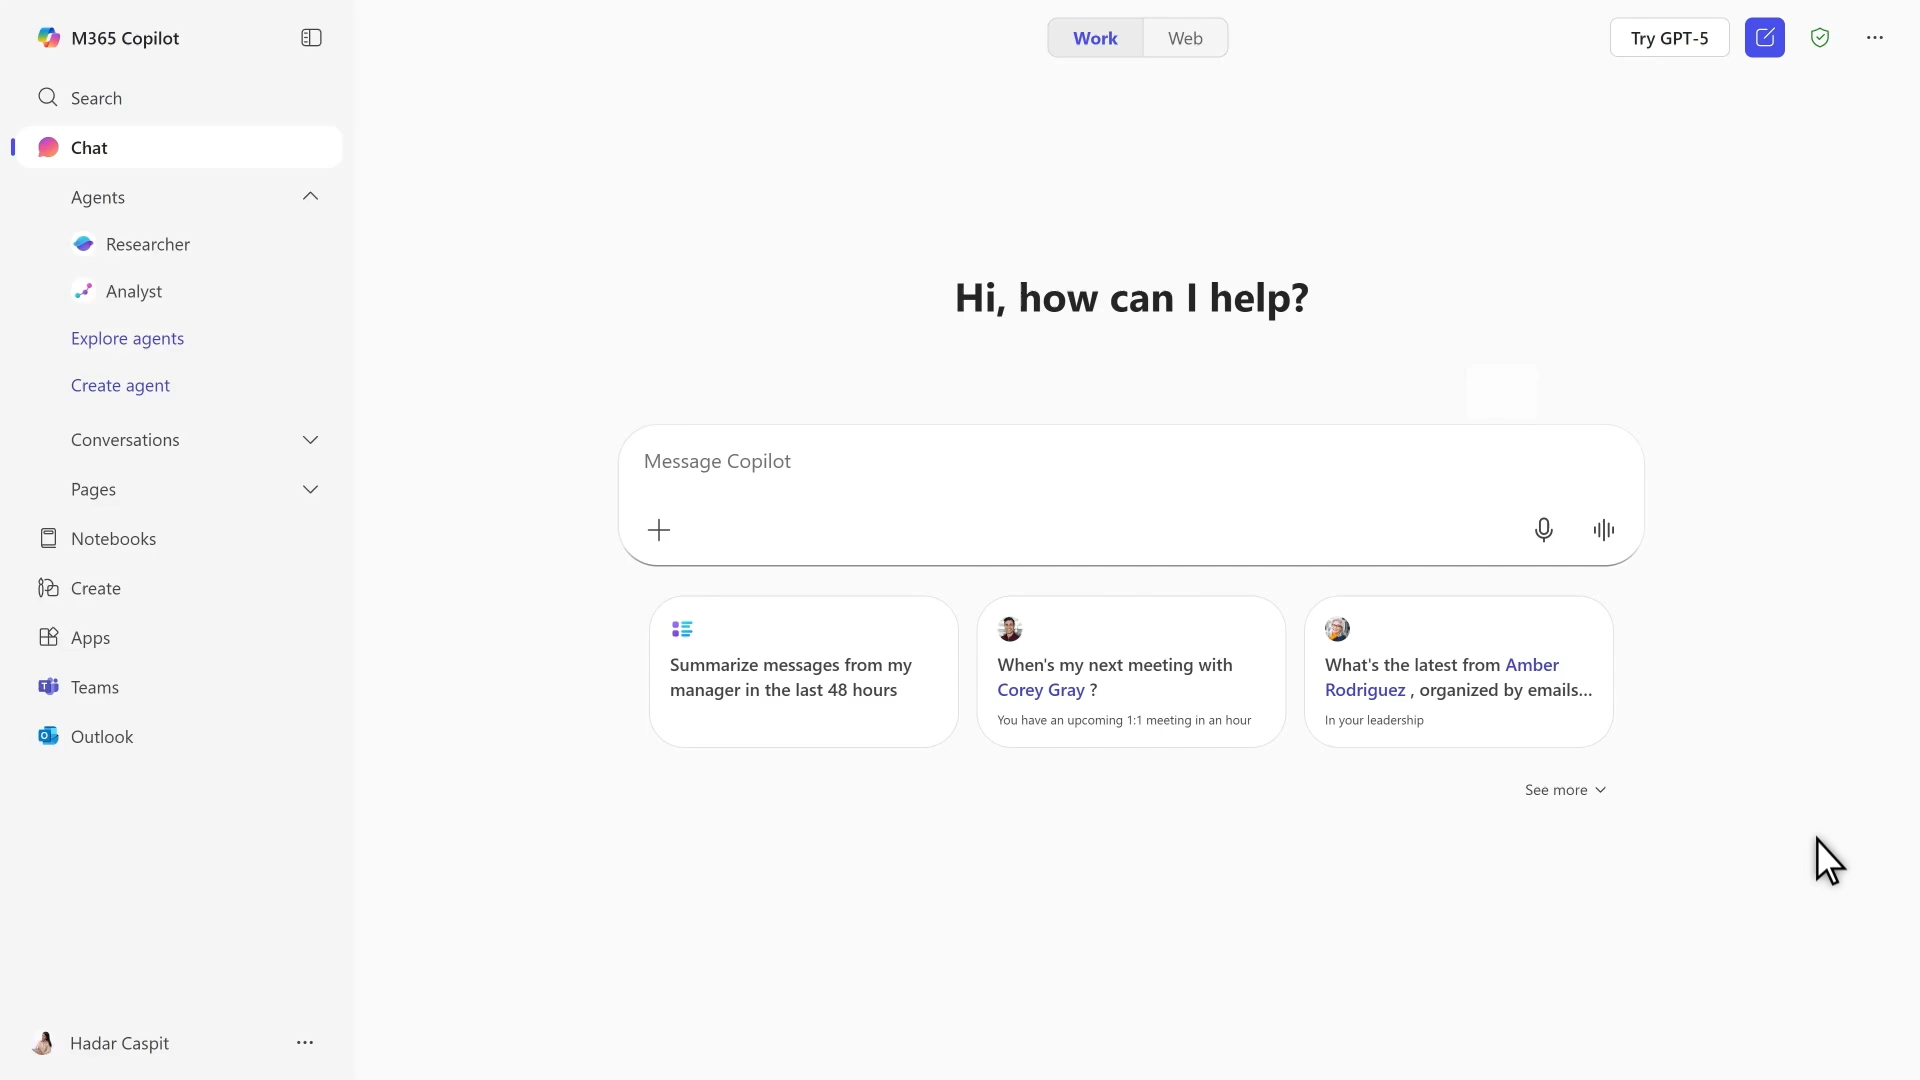 M365 Copilot
Search
Chat
Agents
Researcher
Analyst
Explore agents
Create agent
Conversations
Pages
Notebooks
Create
Apps
Teams
Outlook
Hadar Caspit
Work
Web
Try GPT-5
Hi, how can I help?
Message Copilot
Summarize messages from my
manager in the last 48 hours
When's my next meeting with
Corey Gray ?
You have an upcoming 1:1 meeting in an hour
What's the latest from Amber
Rodriguez , organized by emails...
In your leadership
See more